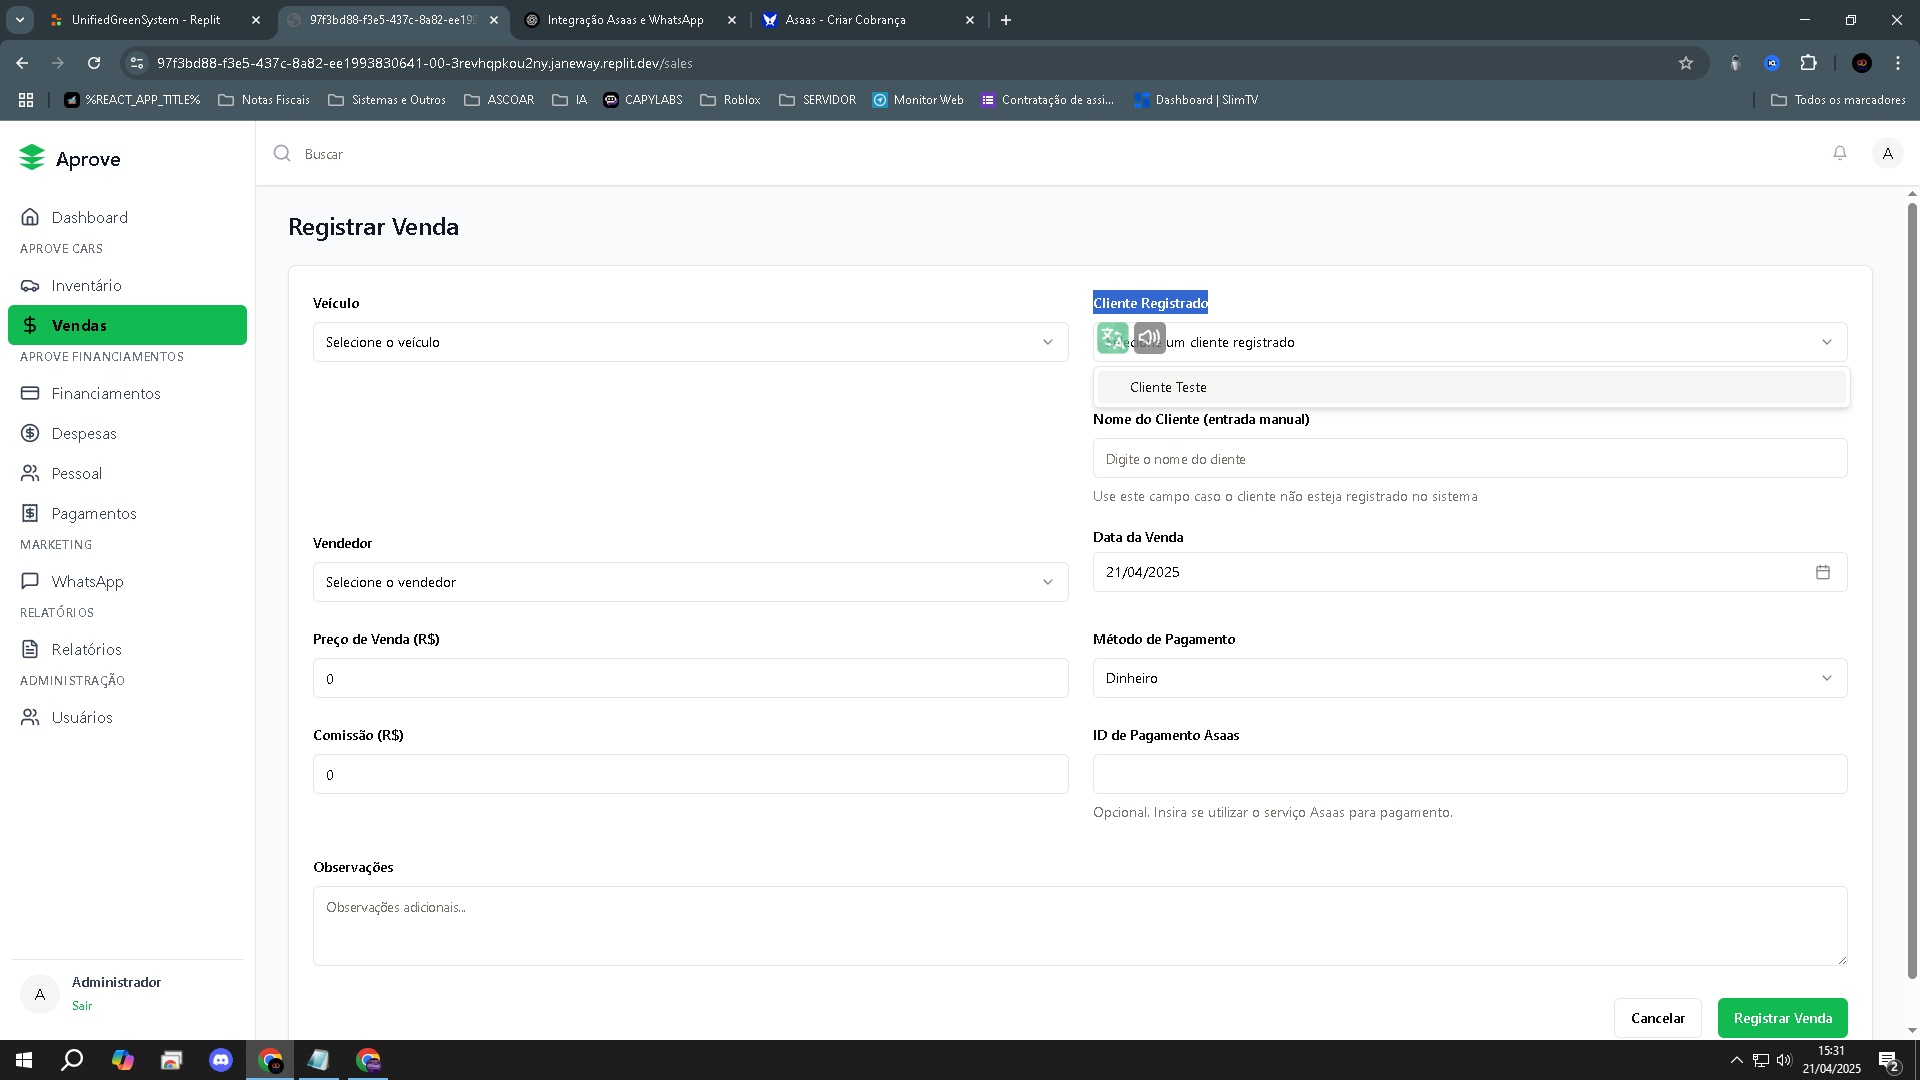 UnifiedGreenSystem - Replit
97f3bd88-f3e5-437c-8a82-ee199
Integração Asaas e WhatsApp
Asaas - Criar Cobrança
97f3bd88-f3e5-437c-8a82-ee1993830641-00-3revhqpkou2ny.janeway.replit.dev/sales
%REACT_APP_TITLE%
Notas Fiscais
Sistemas e Outros
ASCOAR
IA
CAPYLABS
Roblox
SERVIDOR
Monitor Web
Contratação de assi...
Dashboard | SlimTV
Todos os marcadores
Aprove
Buscar
A
Dashboard
APROVE CARS
Inventário
Vendas
APROVE FINANCIAMENTOS
Financiamentos
Despesas
Pessoal
Pagamentos
MARKETING
WhatsApp
RELATÓRIOS
Relatórios
ADMINISTRAÇÃO
Usuários
A
Administrador
Sair
Registrar Venda
Veículo
Selecione o veículo
Cliente Registrado
um cliente registrado
Cliente Teste
Nome do Cliente (entrada manual)
Digite o nome do cliente
Use este campo caso o cliente não esteja registrado no sistema
Vendedor
Selecione o vendedor
Data da Venda
21/04/2025
Preço de Venda (R$)
0
Método de Pagamento
Dinheiro
Comissão (R$)
0
ID de Pagamento Asaas
Opcional. Insira se utilizar o serviço Asaas para pagamento.
Observações
Observações adicionais...
Cancelar
Registrar Venda
15:31
21/04/2025
2